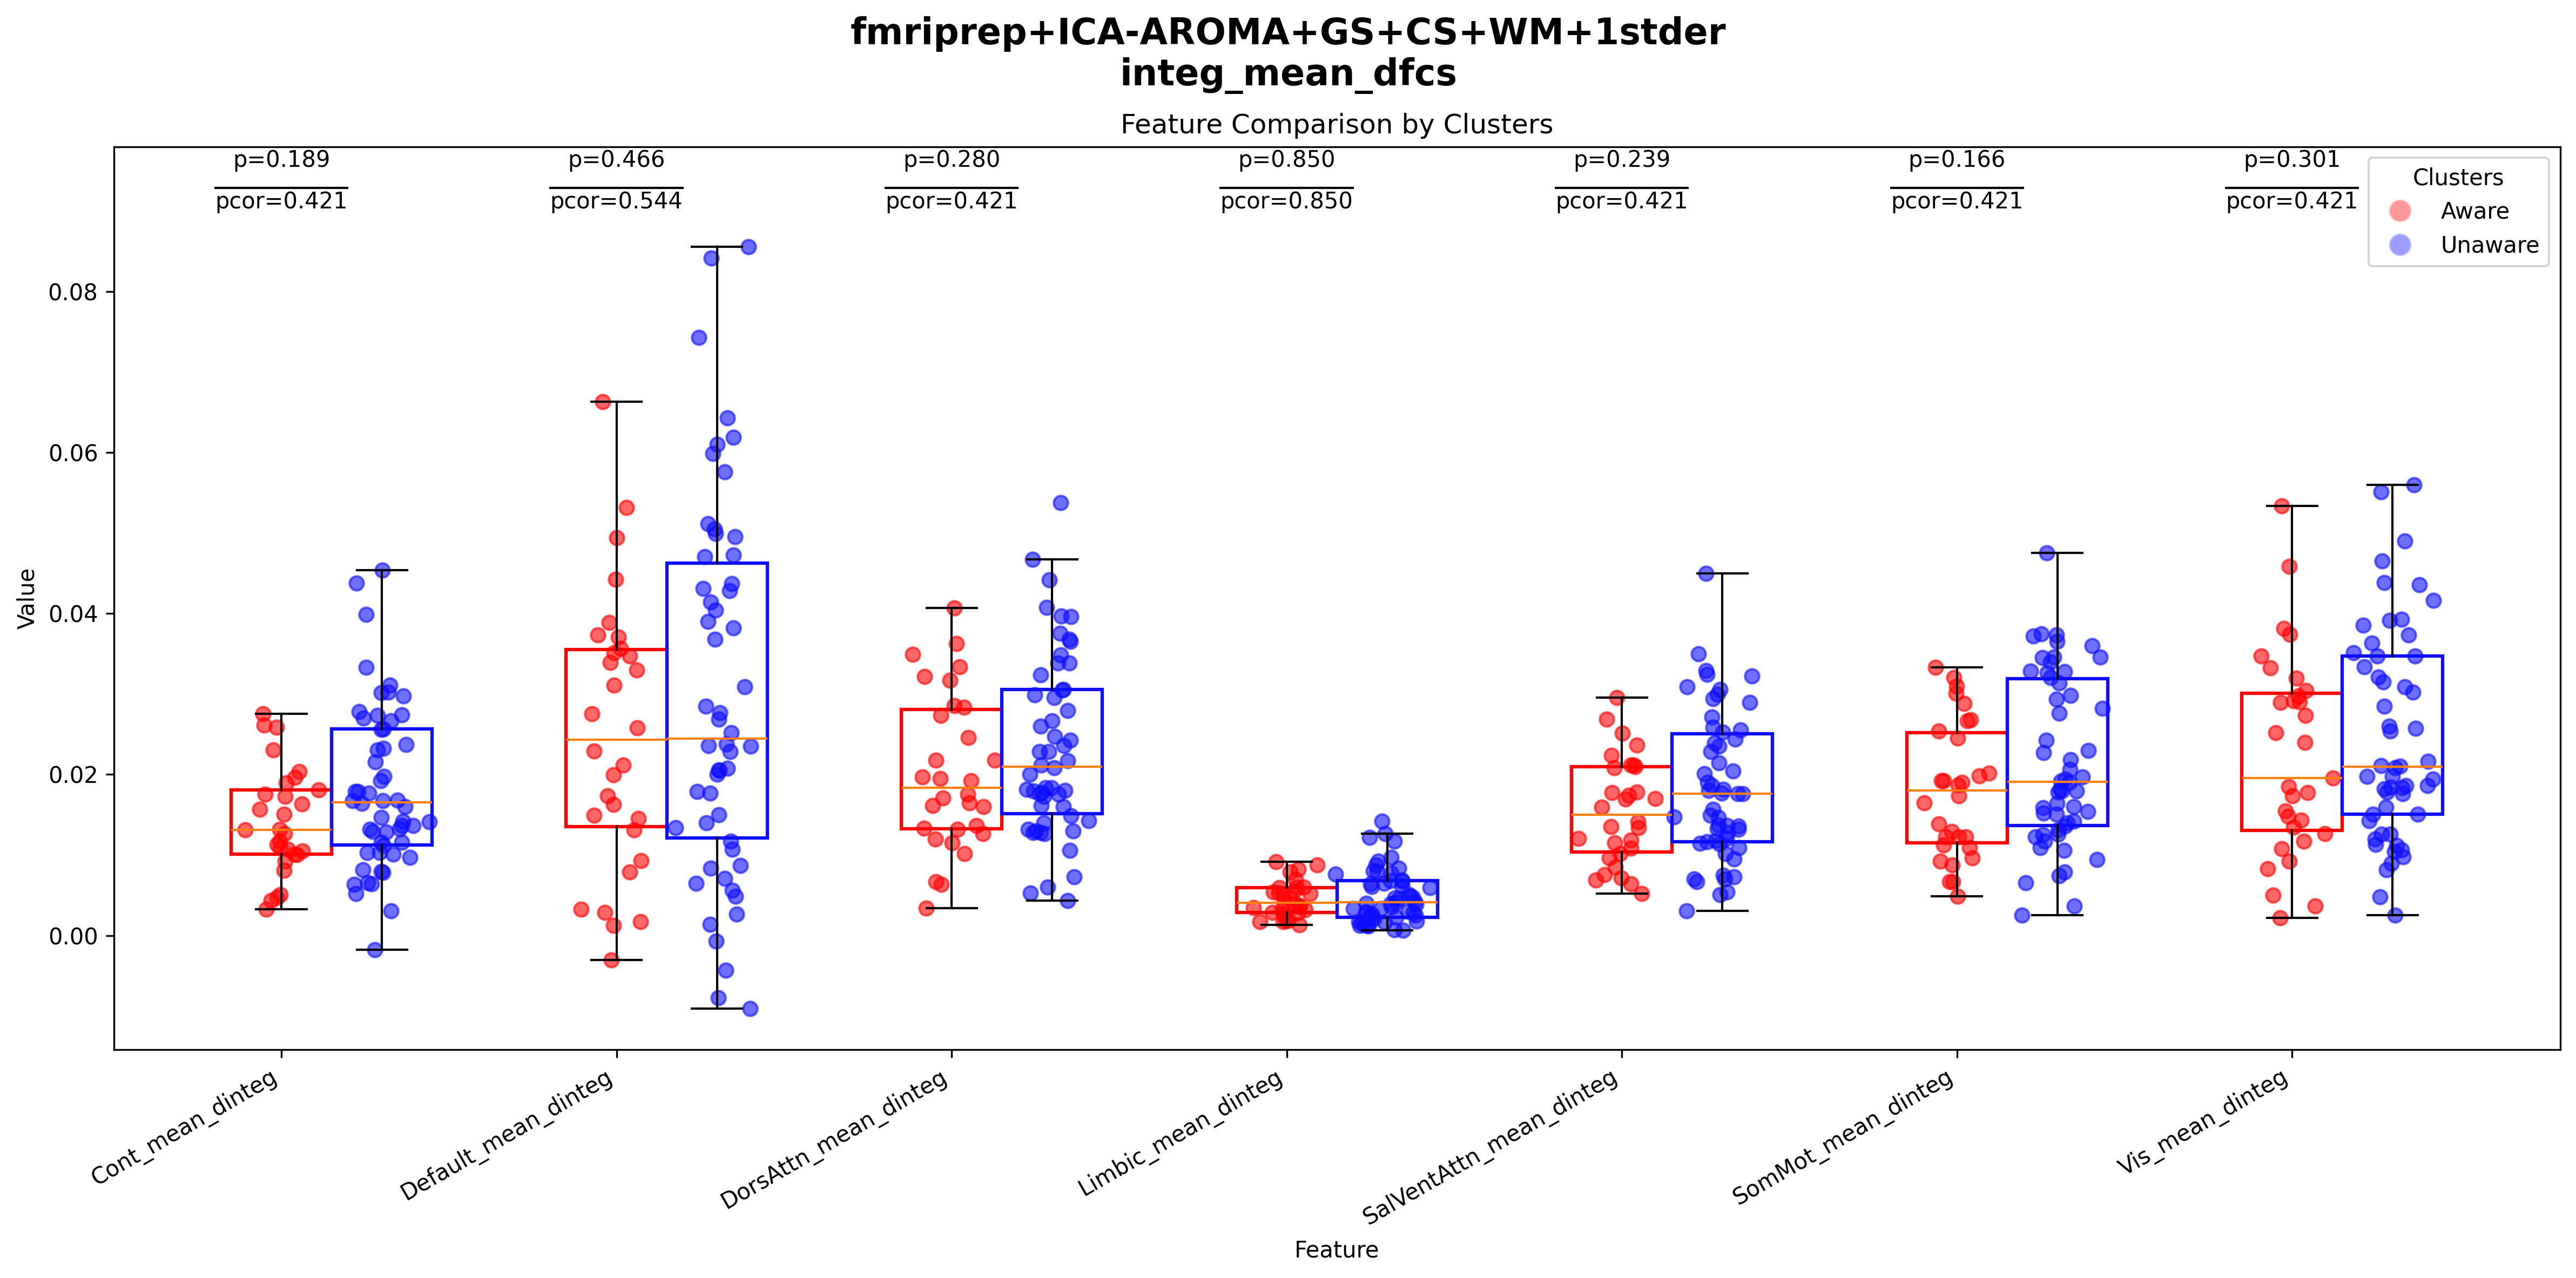 fmriprep+ICA-AROMA+GS+CS+WM+1stder
integ_mean_dfcs
Feature Comparison by Clusters
p=0.189
pcor=0.421
p=0.466
pcor=0.544
p=0.280
pcor=0.421
p=0.850
pcor=0.850
p=0.239
pcor=0.421
p=0.166
pcor=0.421
p=0.301
pcor=0.421
Clusters
Aware
Unaware
Value
0.08
0.06
0.04
0.02
0.00
Cont_mean_dinteg
Default_mean_dinteg
DorsAttn_mean_dinteg
Limbic_mean_dinteg
SalVentAttn_mean_dinteg
SomMot_mean_dinteg
Vis_mean_dinteg
Feature